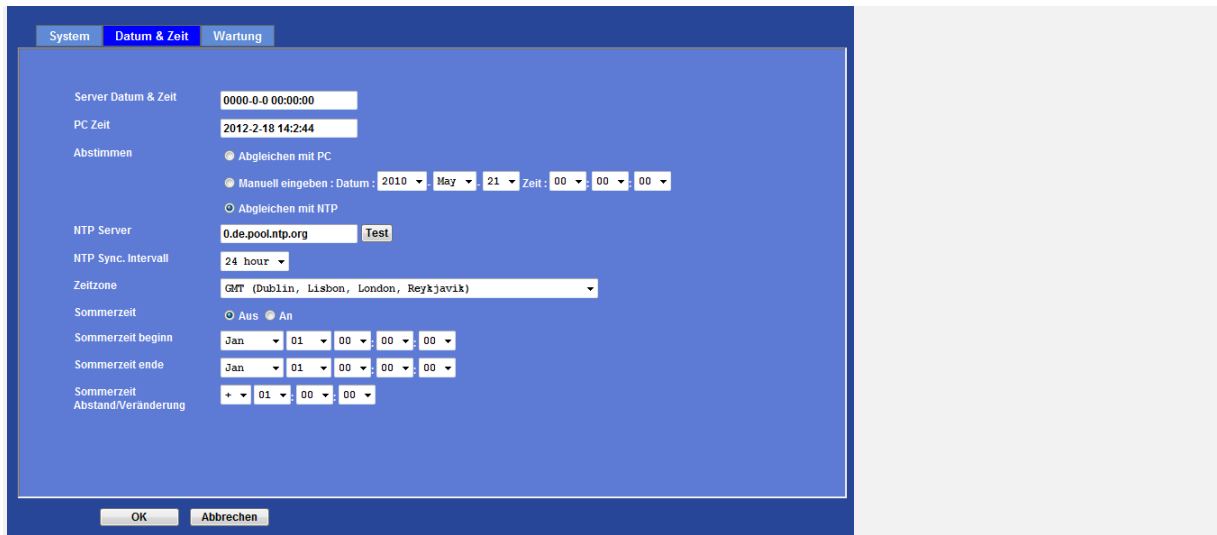 System Datum & Zeit Wartung
Server Datum & Zeit 0000-0-0 00:00:00
PC Zeit 2012-2-18 14:2:44
Abstimmen Abgleichen mit PC
Manuell eingeben : Datum : 2010 - May - 21 Zeit : 00 : 00 : 00
Abgleichen mit NTP
NTP Server 0.de.pool.ntp.org Test
NTP Sync. Intervall 24 hour
Zeitzone GMT (Dublin, Lisbon, London, Reykjavik)
Sommerzeit Aus An
Sommerzeit beginn Jan 01 00 : 00 : 00
Sommerzeit ende Jan 01 00 : 00 : 00
Sommerzeit
Abstand/Veränderung + 01 : 00 : 00
OK Abbrechen